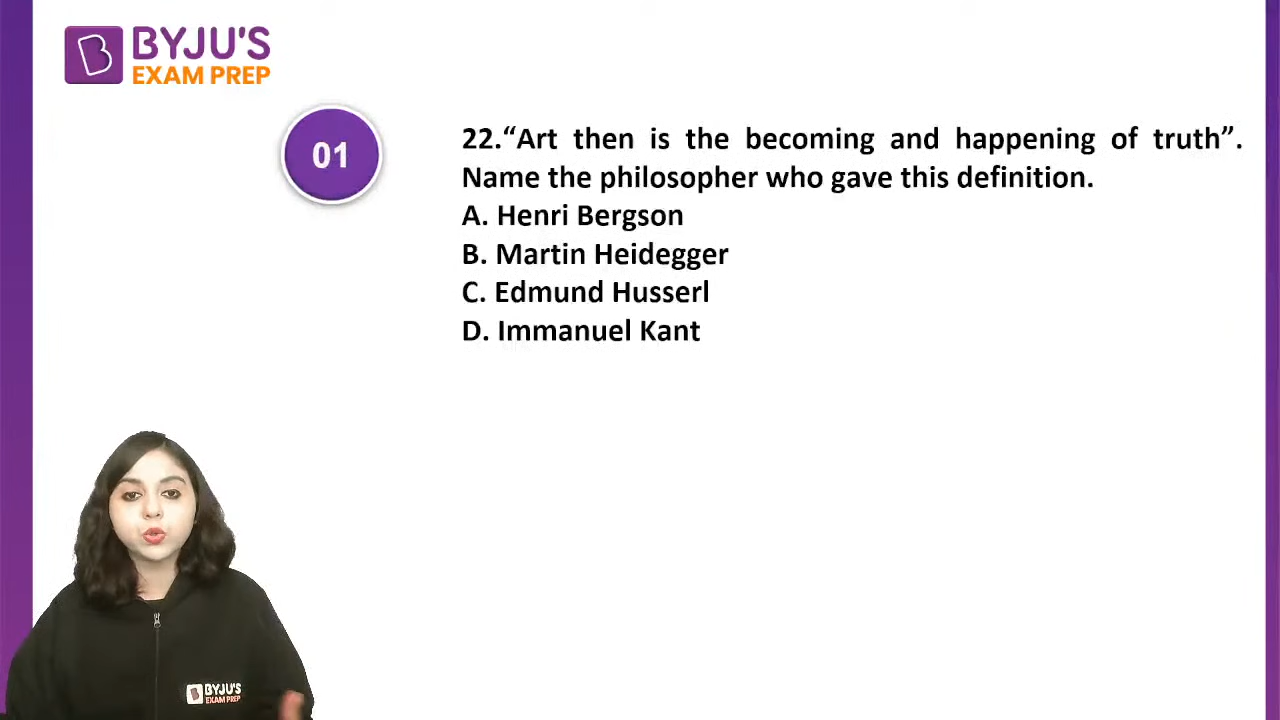 BYJU'S
EXAM PREP
01
22.“Art then is the becoming and happening of truth”.
Name the philosopher who gave this definition.
A. Henri Bergson
B. Martin Heidegger
C. Edmund Husserl
D. Immanuel Kant
BYJU'S
EXAM PREP